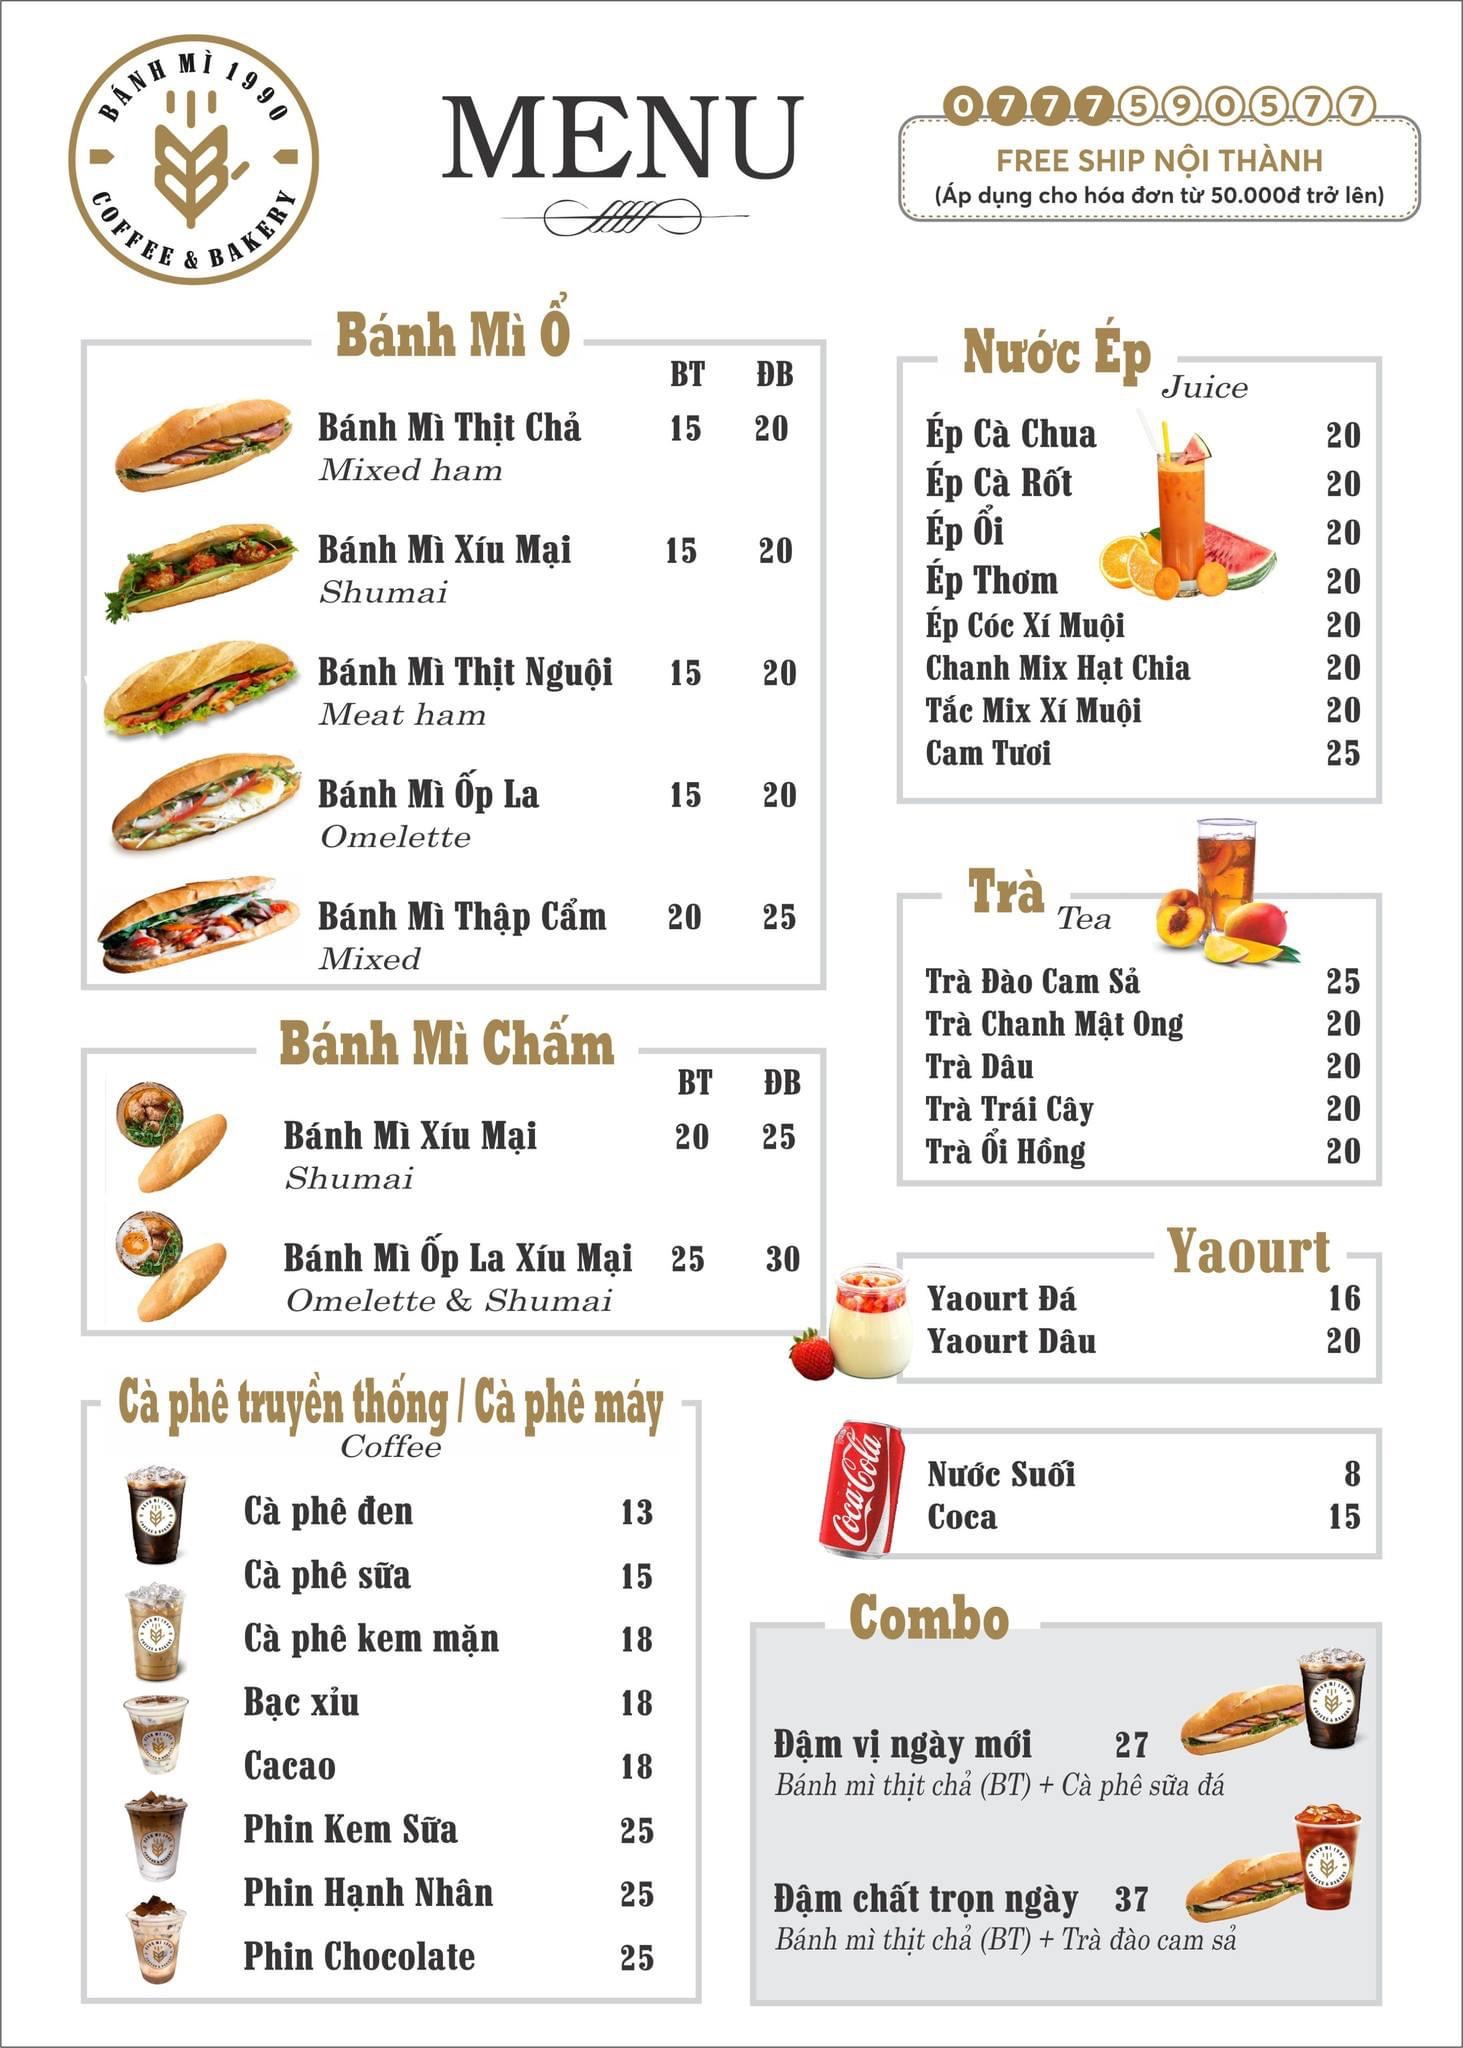 BÁNH MÌ 1990
COFFEE & BAKERY
MENU
0777590577
FREE SHIP NỘI THÀNH
(Áp dụng cho hóa đơn từ 50.000đ trở lên)
Bánh Mì Ổ
BT ĐB
Bánh Mì Thịt Chả 15 20
Mixed ham
Bánh Mì Xíu Mại 15 20
Shumai
Bánh Mì Thịt Nguội 15 20
Meat ham
Bánh Mì Ốp La 15 20
Omelette
Bánh Mì Thập Cẩm 20 25
Mixed
Bánh Mì Chấm
BT ĐB
Bánh Mì Xíu Mại 20 25
Shumai
Bánh Mì Ốp La Xíu Mại 25 30
Omelette & Shumai
Cà phê truyền thống / Cà phê máy
Coffee
Cà phê đen 13
Cà phê sữa 15
Cà phê kem mặn 18
Bạc xỉu 18
Cacao 18
Phin Kem Sữa 25
Phin Hạnh Nhân 25
Phin Chocolate 25
Nước Ép
Juice
Ép Cà Chua 20
Ép Cà Rốt 20
Ép Ổi 20
Ép Thơm 20
Ép Cóc Xí Muội 20
Chanh Mix Hạt Chia 20
Tắc Mix Xí Muội 20
Cam Tươi 25
Trà
Tea
Trà Đào Cam Sả 25
Trà Chanh Mật Ong 20
Trà Dâu 20
Trà Trái Cây 20
Trà Ổi Hồng 20
Yaourt
Yaourt Đá 16
Yaourt Dâu 20
Coca-Cola
Nước Suối 8
Coca 15
Combo
Đậm vị ngày mới 27
Bánh mì thịt chả (BT) + Cà phê sữa đá
Đậm chất trọn ngày 37
Bánh mì thịt chả (BT) + Trà đào cam sả